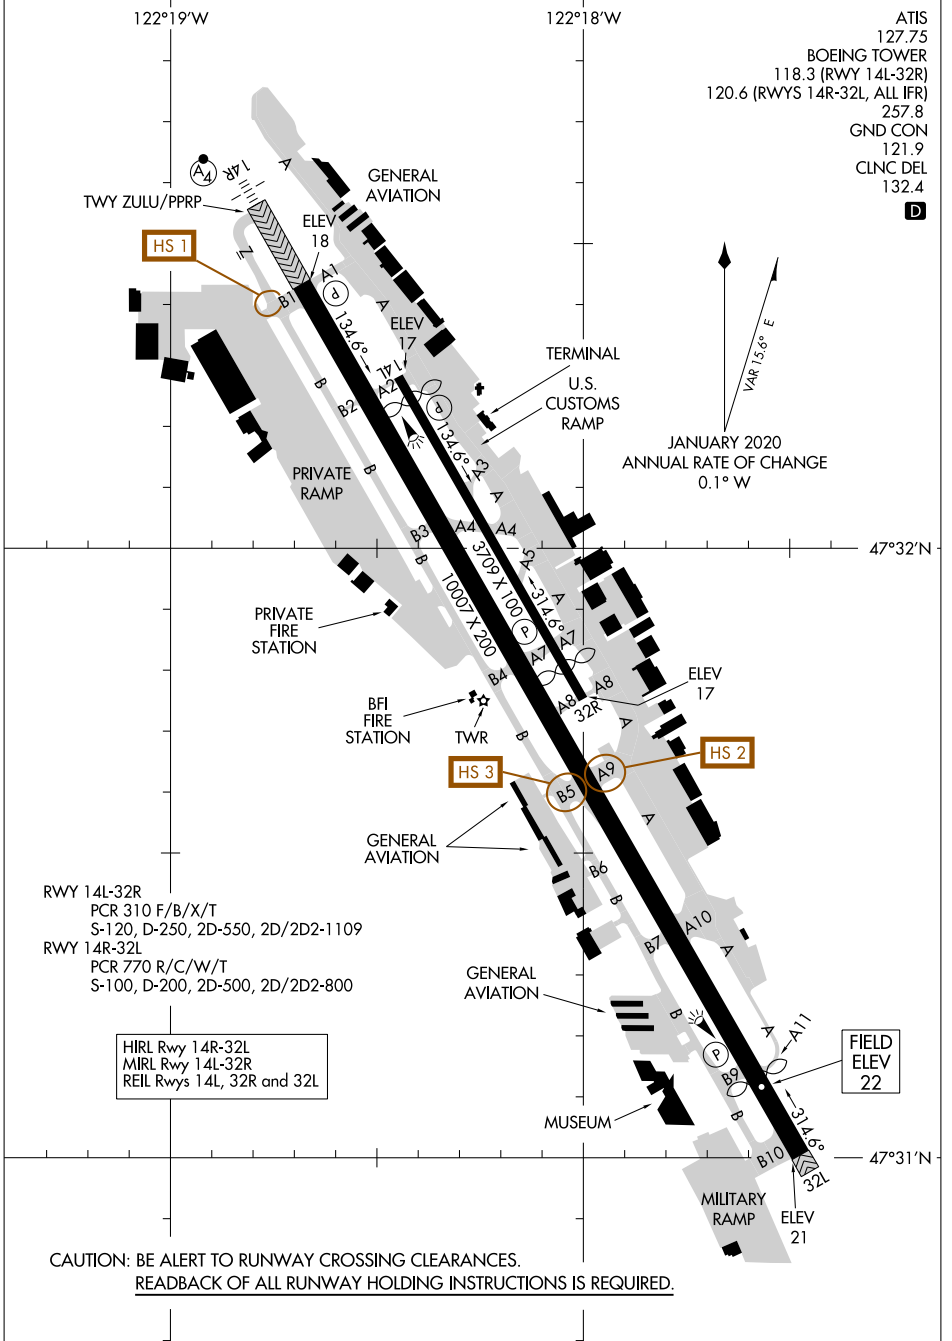 122°19'W
122°18'W
ATIS
127.75
BOEING TOWER
118.3 (RWY 14L-32R)
120.6 (RWYS 14R-32L, ALL IFR)
257.8
GND CON
121.9
CLNC DEL
132.4
D
A4
14R
A
GENERAL
AVIATION
TWY ZULU/PPRP
ELEV
18
HS 1
Z
B1
A1
P
A
134.6°
ELEV
17
VAR 15.6° E
14L
TERMINAL
U.S.
CUSTOMS
RAMP
B
B2
A2
P
134.6°
JANUARY 2020
ANNUAL RATE OF CHANGE
0.1° W
PRIVATE
RAMP
B
A3
A
B3
A4
A4
47°32'N
B
A5
3709 X 100
10007 X 200
314.6°
A
PRIVATE
FIRE
STATION
P
A7
A7
B4
ELEV
17
A8
A8
32R
BFI
FIRE
STATION
TWR
A
B
HS 2
HS 3
A9
B5
A
GENERAL
AVIATION
B6
RWY 14L-32R
PCR 310 F/B/X/T
S-120, D-250, 2D-550, 2D/2D2-1109
RWY 14R-32L
PCR 770 R/C/W/T
S-100, D-200, 2D-500, 2D/2D2-800
B
A10
B7
A
GENERAL
AVIATION
B
A
A11
HIRL Rwy 14R-32L
MIRL Rwy 14L-32R
REIL Rwys 14L, 32R and 32L
P
B9
FIELD
ELEV
22
MUSEUM
B
314.6°
B10
47°31'N
32L
MILITARY
RAMP
ELEV
21
CAUTION: BE ALERT TO RUNWAY CROSSING CLEARANCES.
READBACK OF ALL RUNWAY HOLDING INSTRUCTIONS IS REQUIRED.